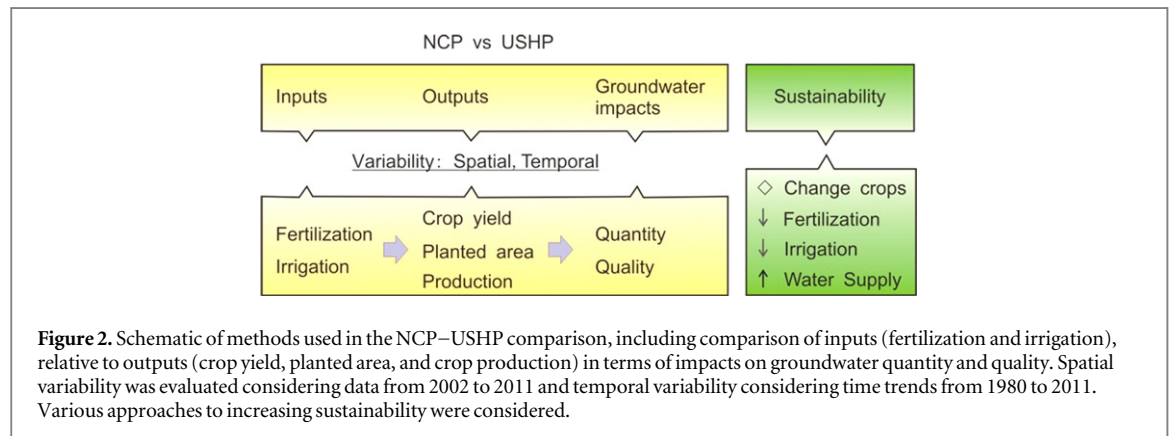 NCP vs USHP
Inputs
Outputs
Groundwater
impacts
Sustainability
Variability: Spatial, Temporal
Fertilization
Irrigation
Crop yield
Planted area
Production
Quantity
Quality
◇ Change crops
↓ Fertilization
↓ Irrigation
↑ Water Supply
Figure 2. Schematic of methods used in the NCP−USHP comparison, including comparison of inputs (fertilization and irrigation),
relative to outputs (crop yield, planted area, and crop production) in terms of impacts on groundwater quantity and quality. Spatial
variability was evaluated considering data from 2002 to 2011 and temporal variability considering time trends from 1980 to 2011.
Various approaches to increasing sustainability were considered.